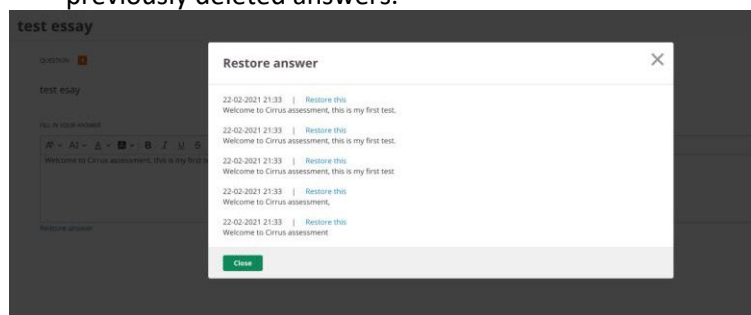 previously deleted answers.
test essay
QUESTION
test esay
FILL IN YOUR ANSWER
B I U S
Welcome to Cirrus assessment, this is my first te
Restore answer
Restore answer
22-02-2021 21:33 | Restore this
Welcome to Cirrus assessment, this is my first test.
22-02-2021 21:33 | Restore this
Welcome to Cirrus assessment, this is my first test.
22-02-2021 21:33 | Restore this
Welcome to Cirrus assessment, this is my first test
22-02-2021 21:33 | Restore this
Welcome to Cirrus assessment,
22-02-2021 21:33 | Restore this
Welcome to Cirrus assessment
Close